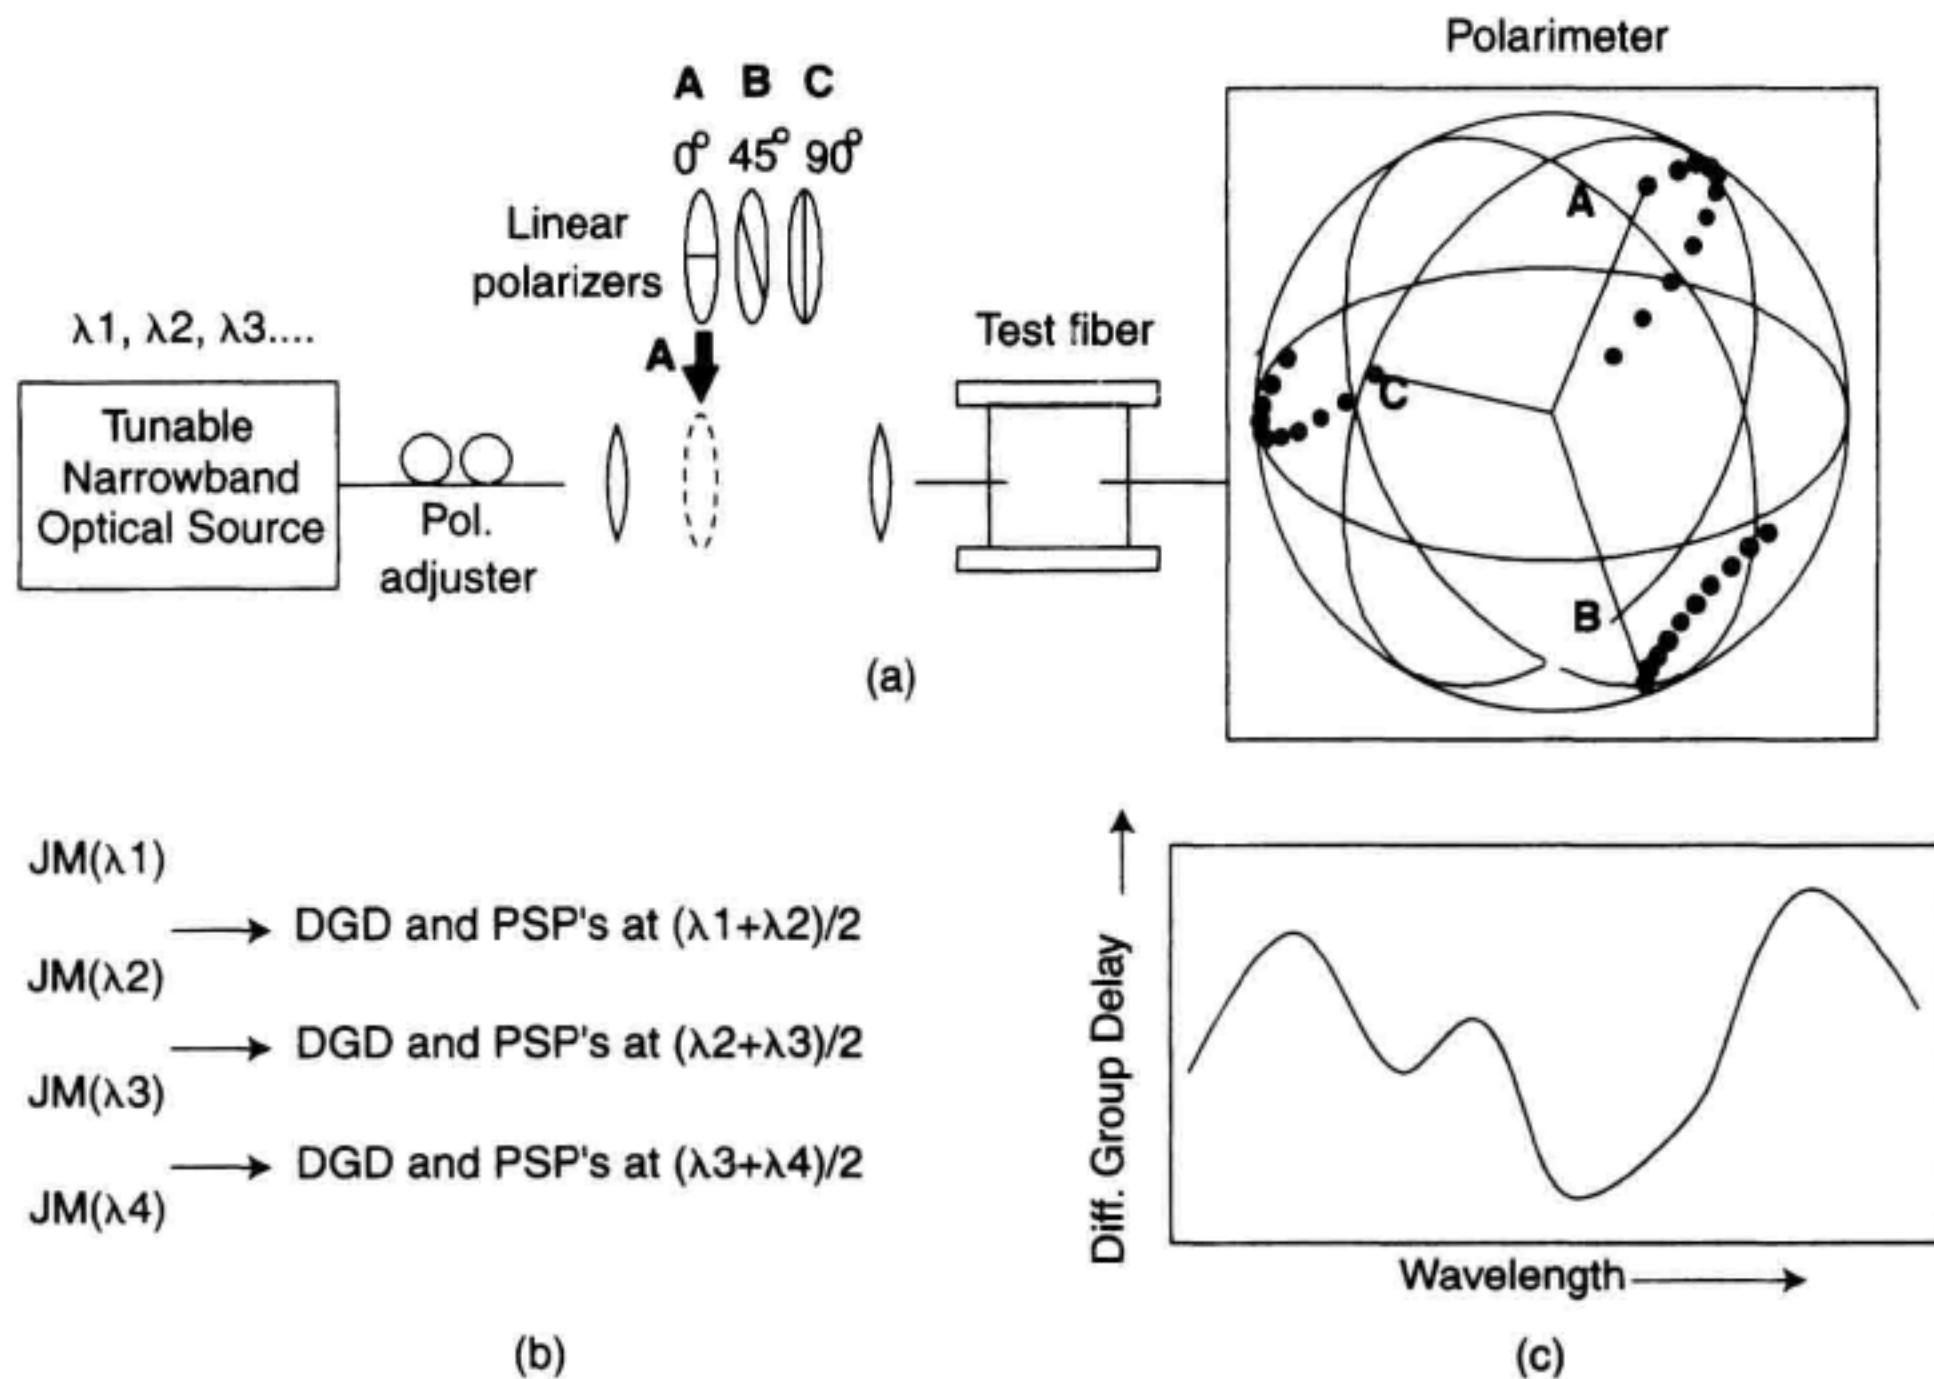 Polarimeter
A B C
0° 45° 90°
Linear
polarizers
A
λ1, λ2, λ3....
Tunable
Narrowband
Optical Source
Pol.
adjuster
Test fiber
A
C
B
(a)
JM(λ1)
DGD and PSP's at (λ1+λ2)/2
JM(λ2)
DGD and PSP's at (λ2+λ3)/2
JM(λ3)
DGD and PSP's at (λ3+λ4)/2
JM(λ4)
(b)
Diff. Group Delay
Wavelength
(c)